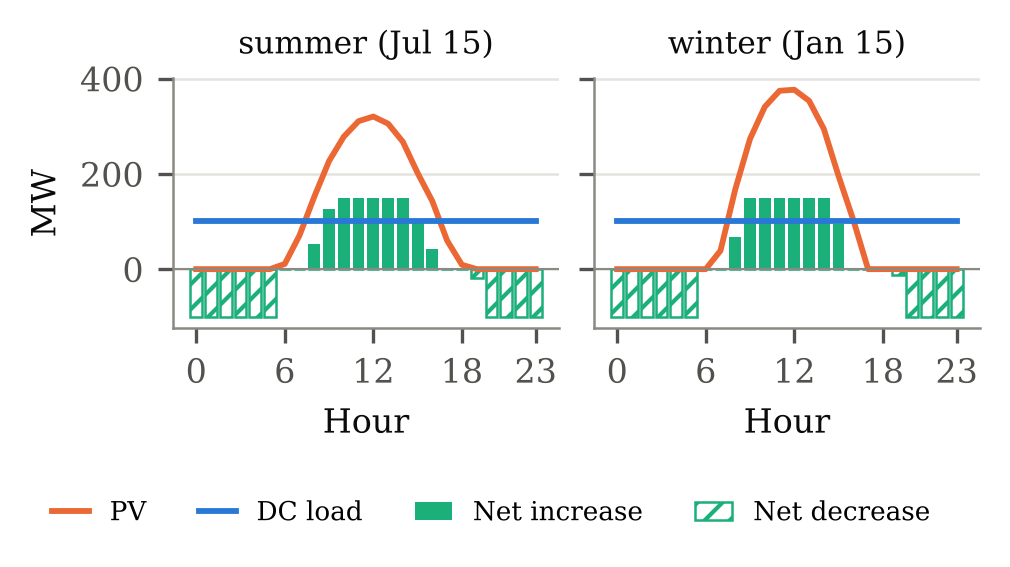 summer (Jul 15)
winter (Jan 15)
MW
400
200
0
0 6 12 18 23
0 6 12 18 23
Hour
Hour
PV
DC load
Net increase
Net decrease